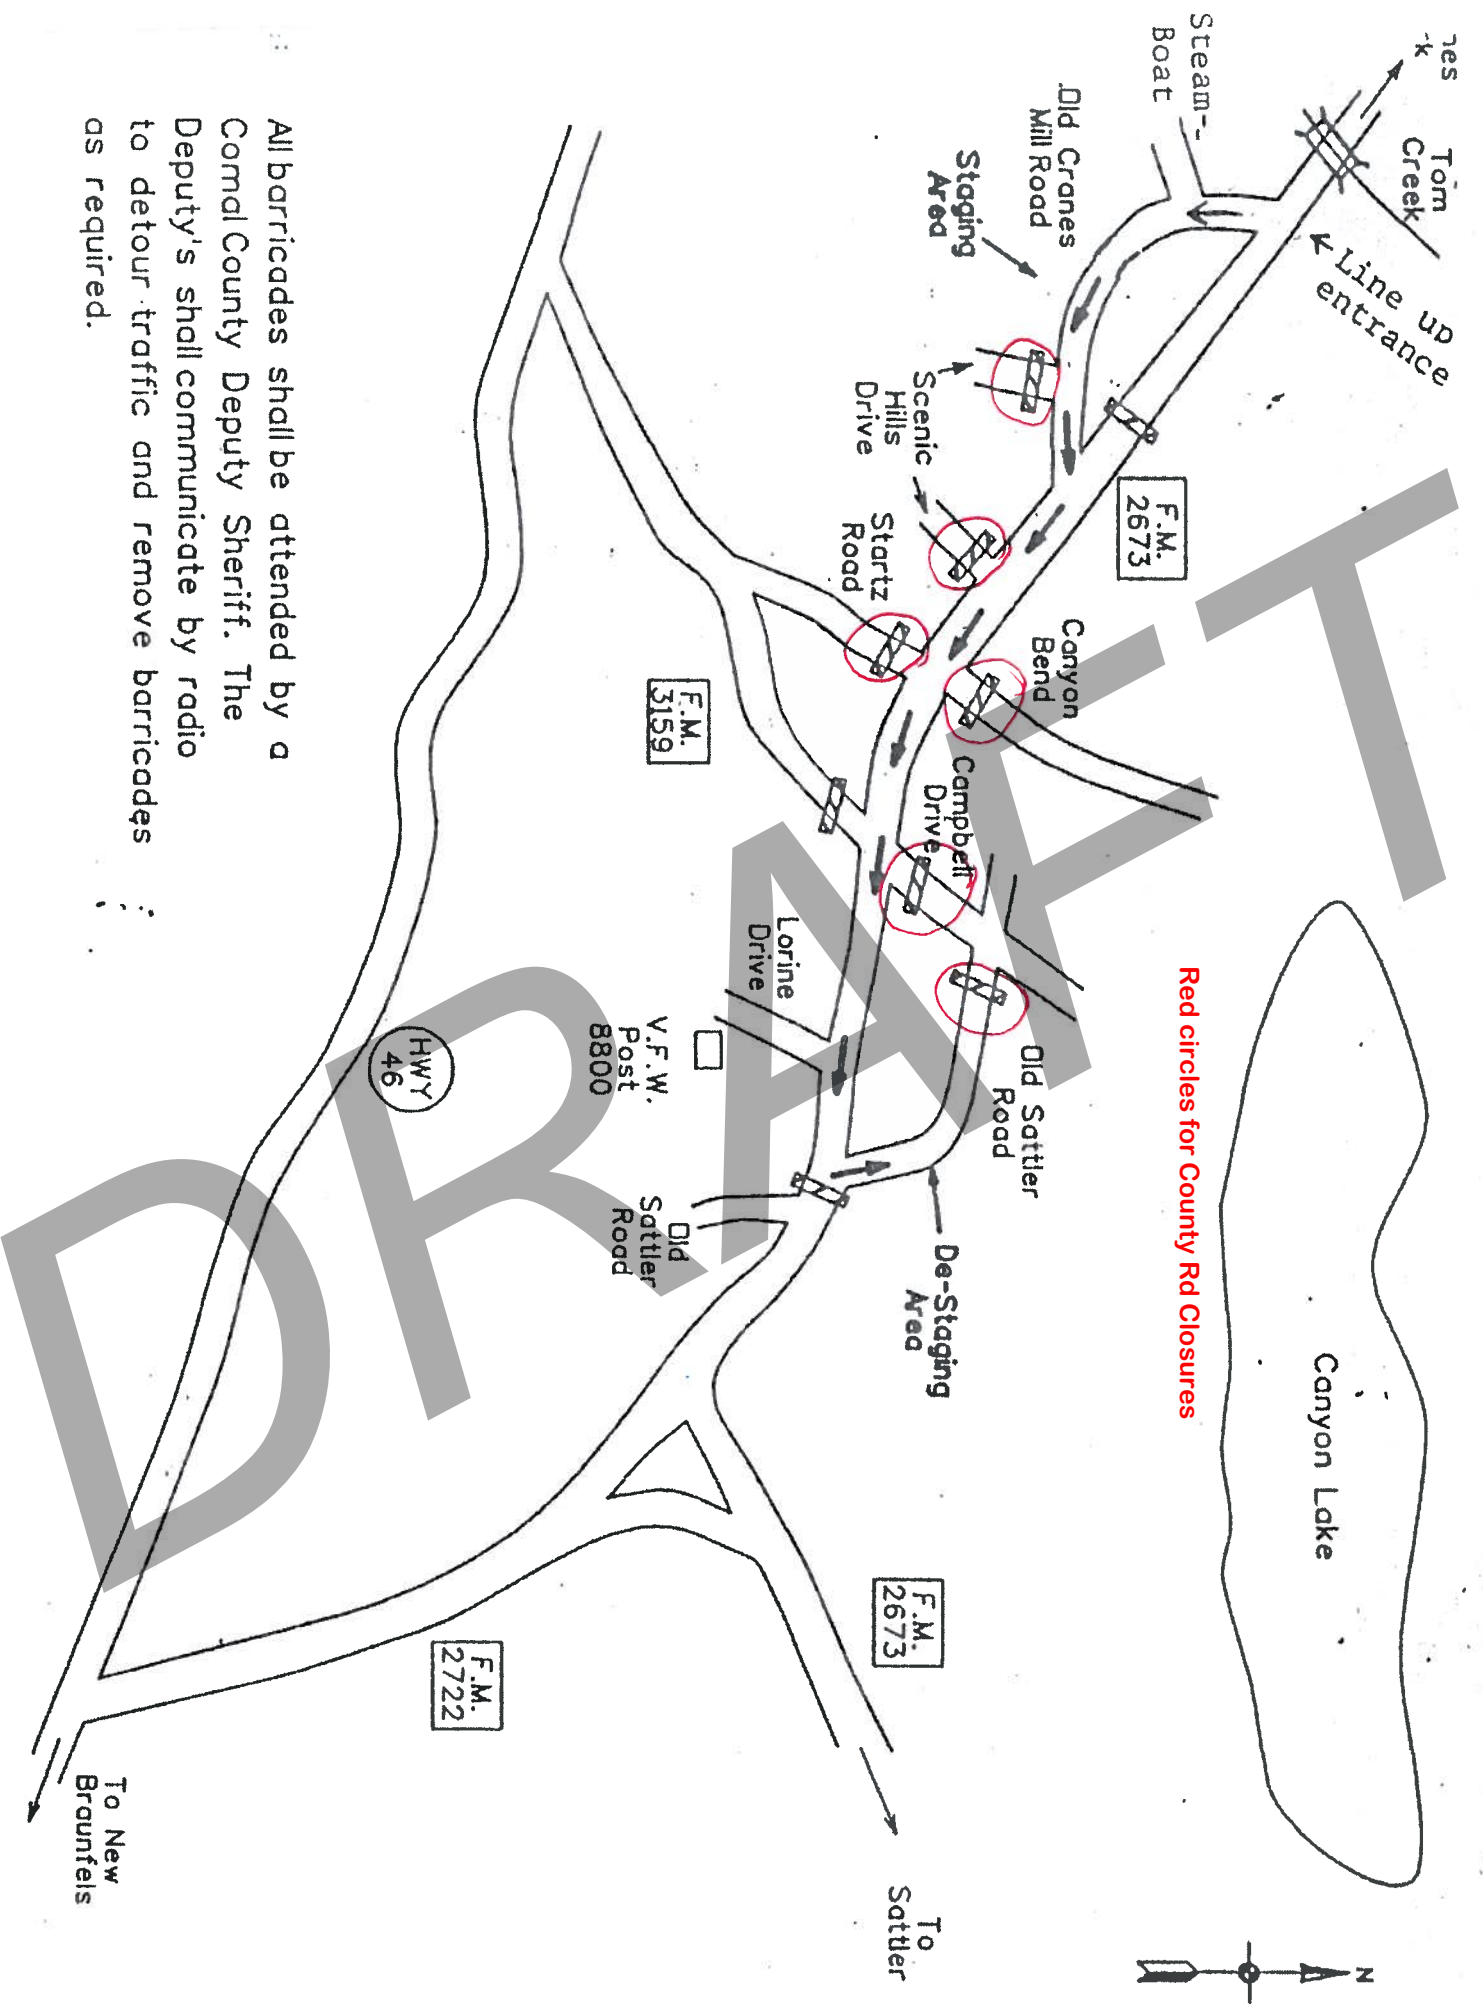 Tom
Creek
Line up
entrance
Steam-
Boat
Old Cranes
Mill Road
Staging
Area
Scenic
Hills
Drive
Startz
Road
F.M.
2673
Canyon
Bend
Campbell
Drive
F.M.
3159
Lorine
Drive
V.F.W.
Post
8800
Old Sattler
Road
Old
Sattler
Road
De-Staging
Area
HWY
46
Red circles for County Rd Closures
Canyon Lake
F.M.
2673
F.M.
2722
To
Sattler
To New
Braunfels
N
All barricades shall be attended by a
Comal County Deputy Sheriff. The
Deputy's shall communicate by radio
to detour traffic and remove barricades
as required.
DRAFT